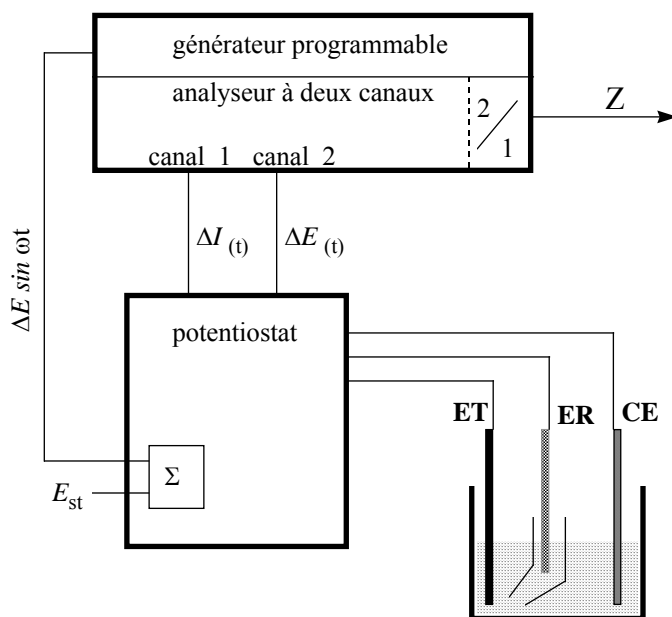 générateur programmable
analyseur à deux canaux
2
1
Z
canal 1 canal 2
ΔI (t)
ΔE (t)
ΔE sin ωt
potentiostat
Σ
E st
ET ER CE